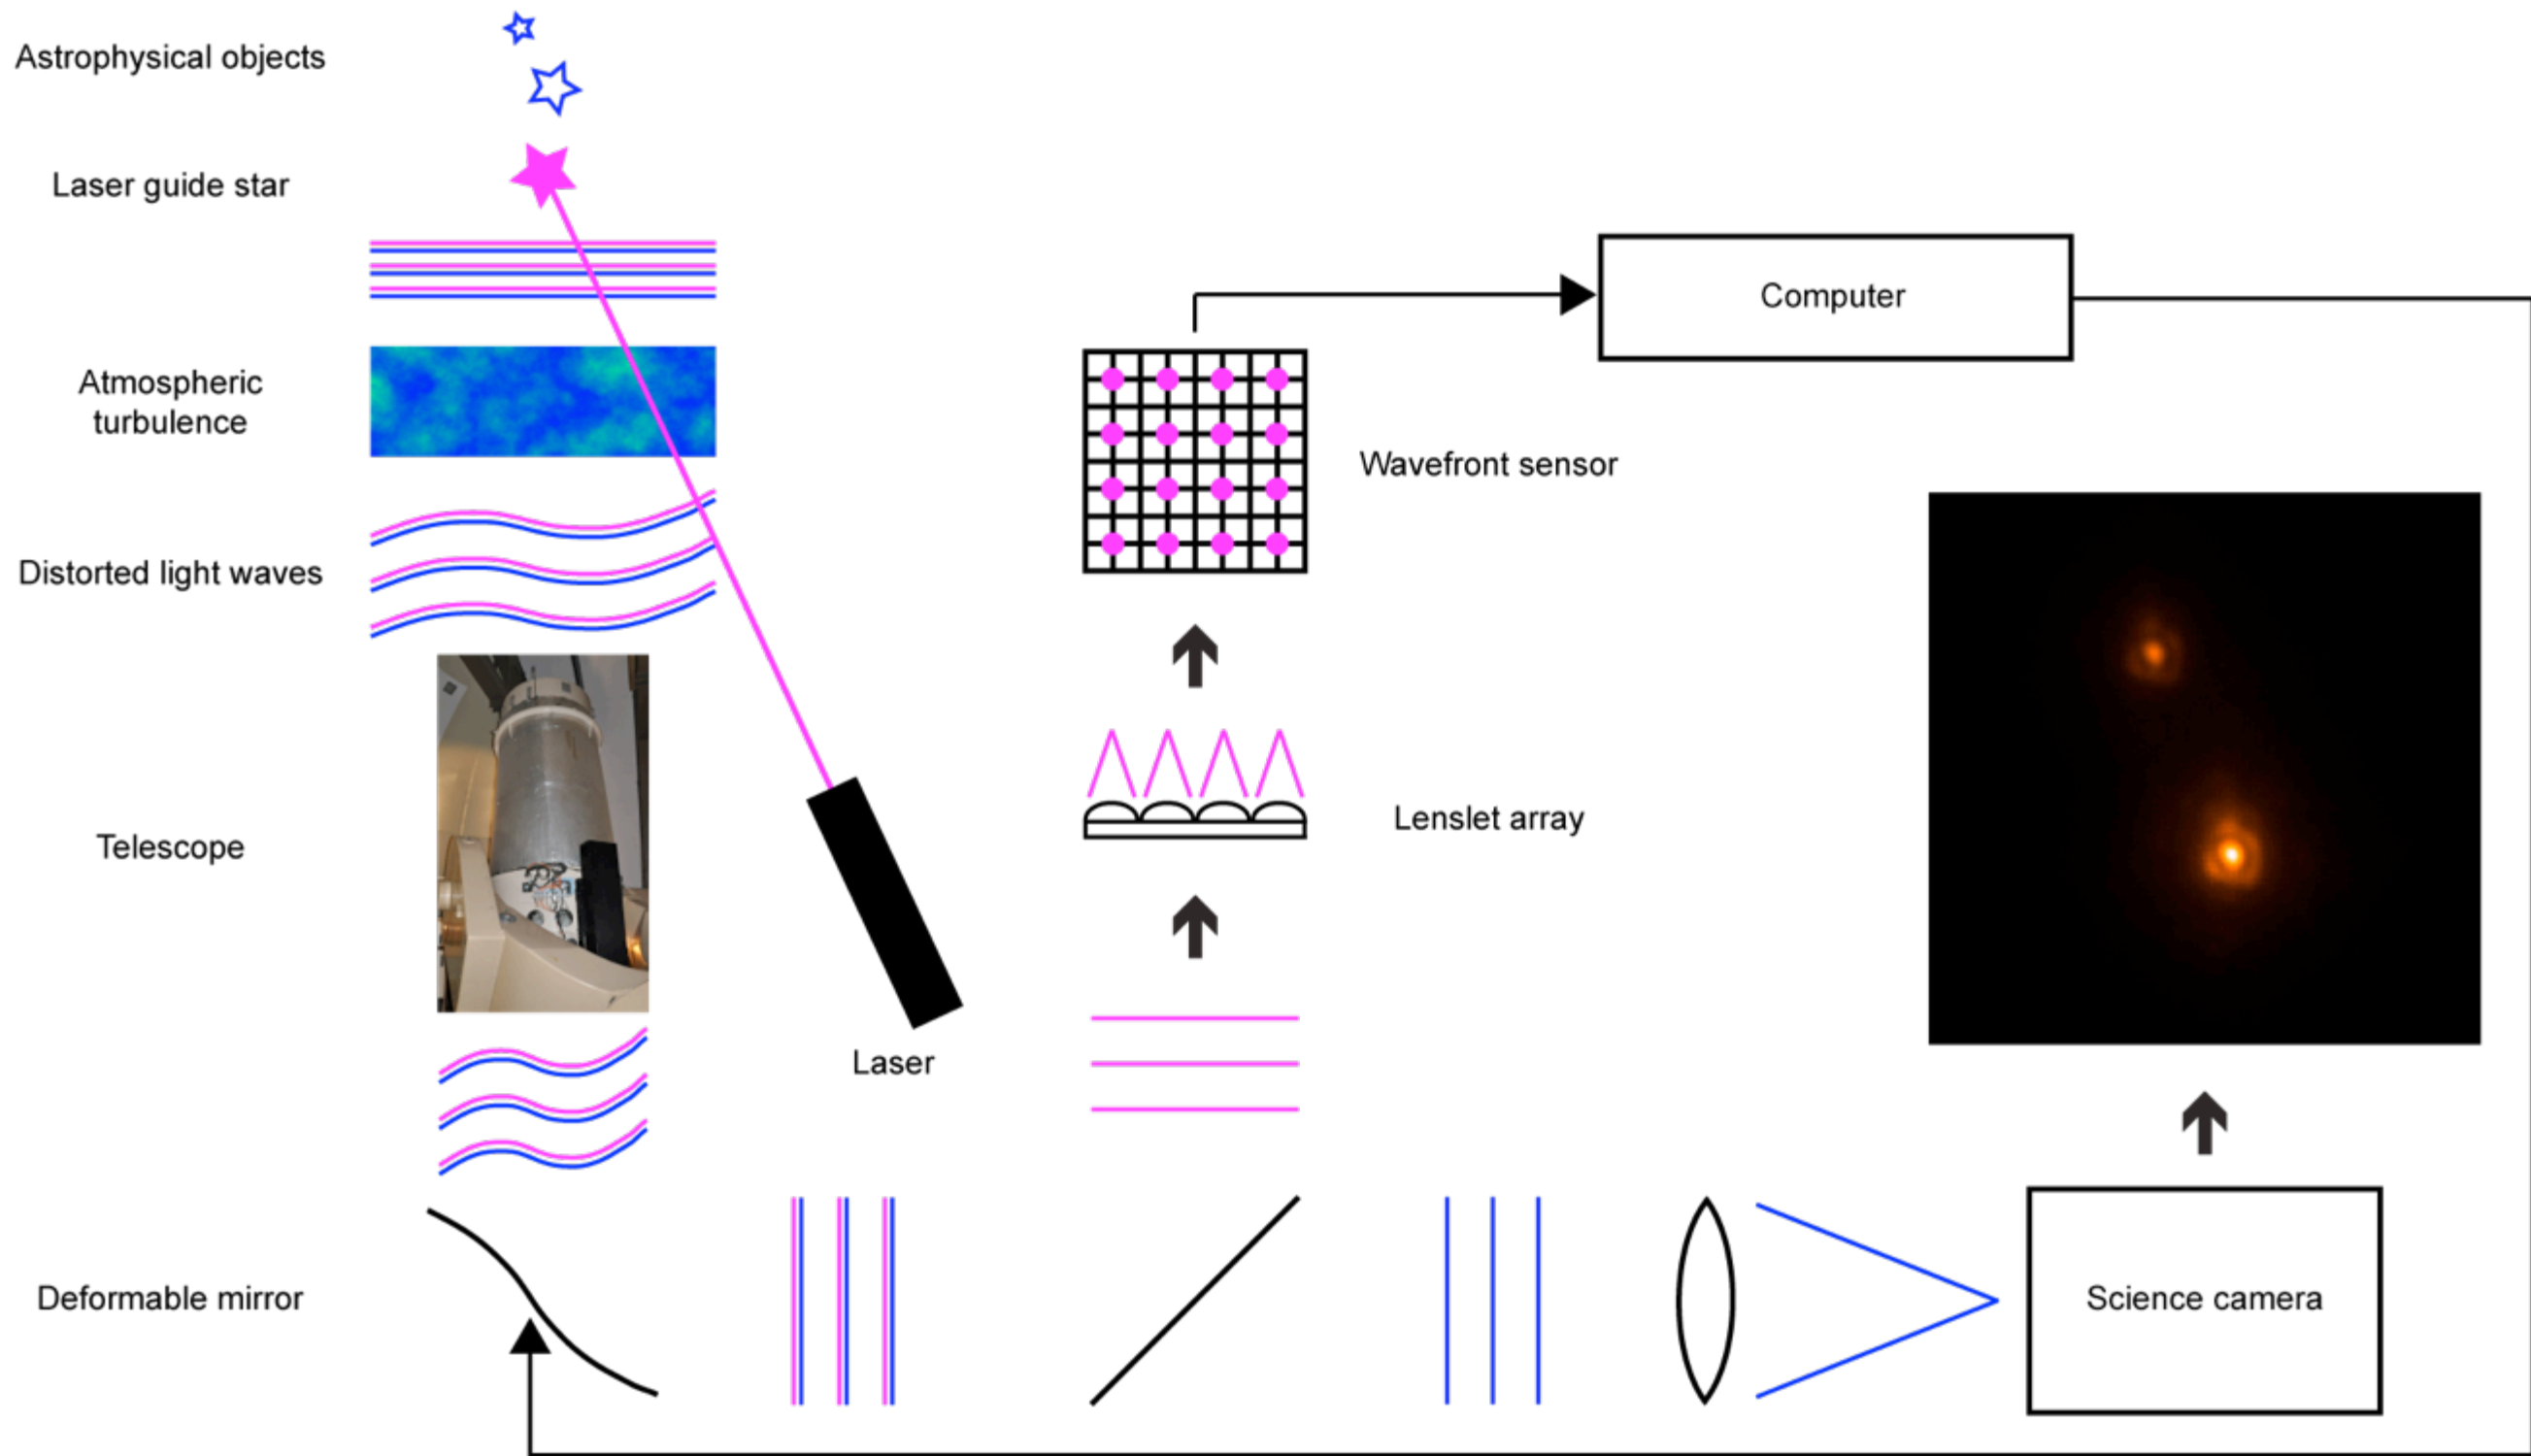 Astrophysical objects
Laser guide star
Computer
Atmospheric
turbulence
Wavefront sensor
Distorted light waves
Lenslet array
Telescope
Laser
Deformable mirror
Science camera